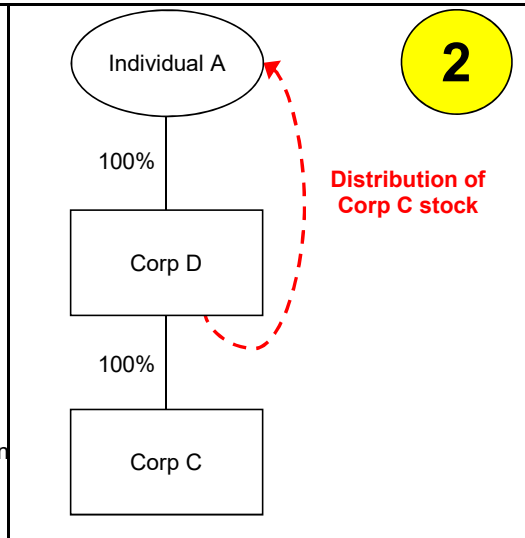 Individual A
2
100%
Distribution of
Corp C stock
Corp D
100%
n
Corp C